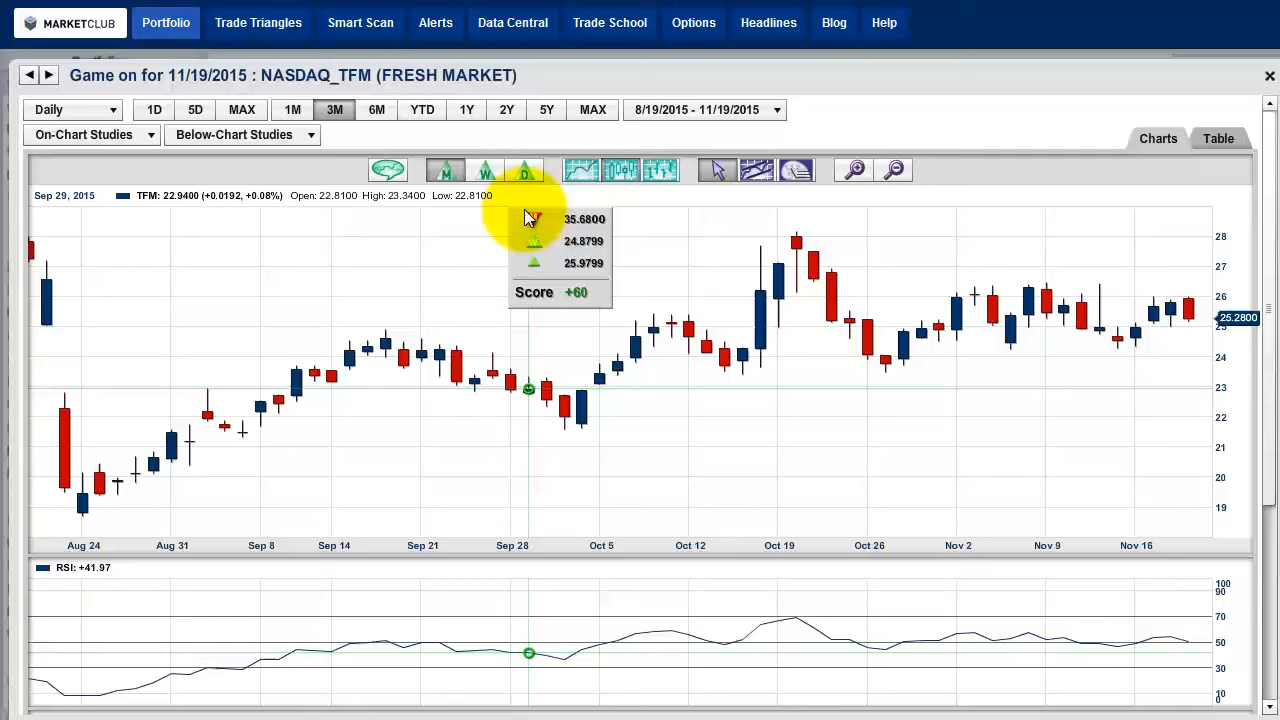 MARKETCLUB Portfolio Trade Triangles Smart Scan Alerts Data Central Trade School Options Headlines Blog Help
Game on for 11/19/2015 : NASDAQ_TFM (FRESH MARKET)
Daily 1D 5D MAX 1M 3M 6M YTD 1Y 2Y 5Y MAX 8/19/2015 - 11/19/2015
On-Chart Studies Below-Chart Studies Charts Table
M W D
Sep 29, 2015 TFM: 22.9400 (+0.0192, +0.08%) Open: 22.8100 High: 23.3400 Low: 22.8100
35.6800
W 24.8799
25.9799
Score +60
28
27
26
25.2800
25
24
23
22
21
20
19
Aug 24 Aug 31 Sep 8 Sep 14 Sep 21 Sep 28 Oct 5 Oct 12 Oct 19 Oct 26 Nov 2 Nov 9 Nov 16
RSI: +41.97
100
90
70
50
30
10
0